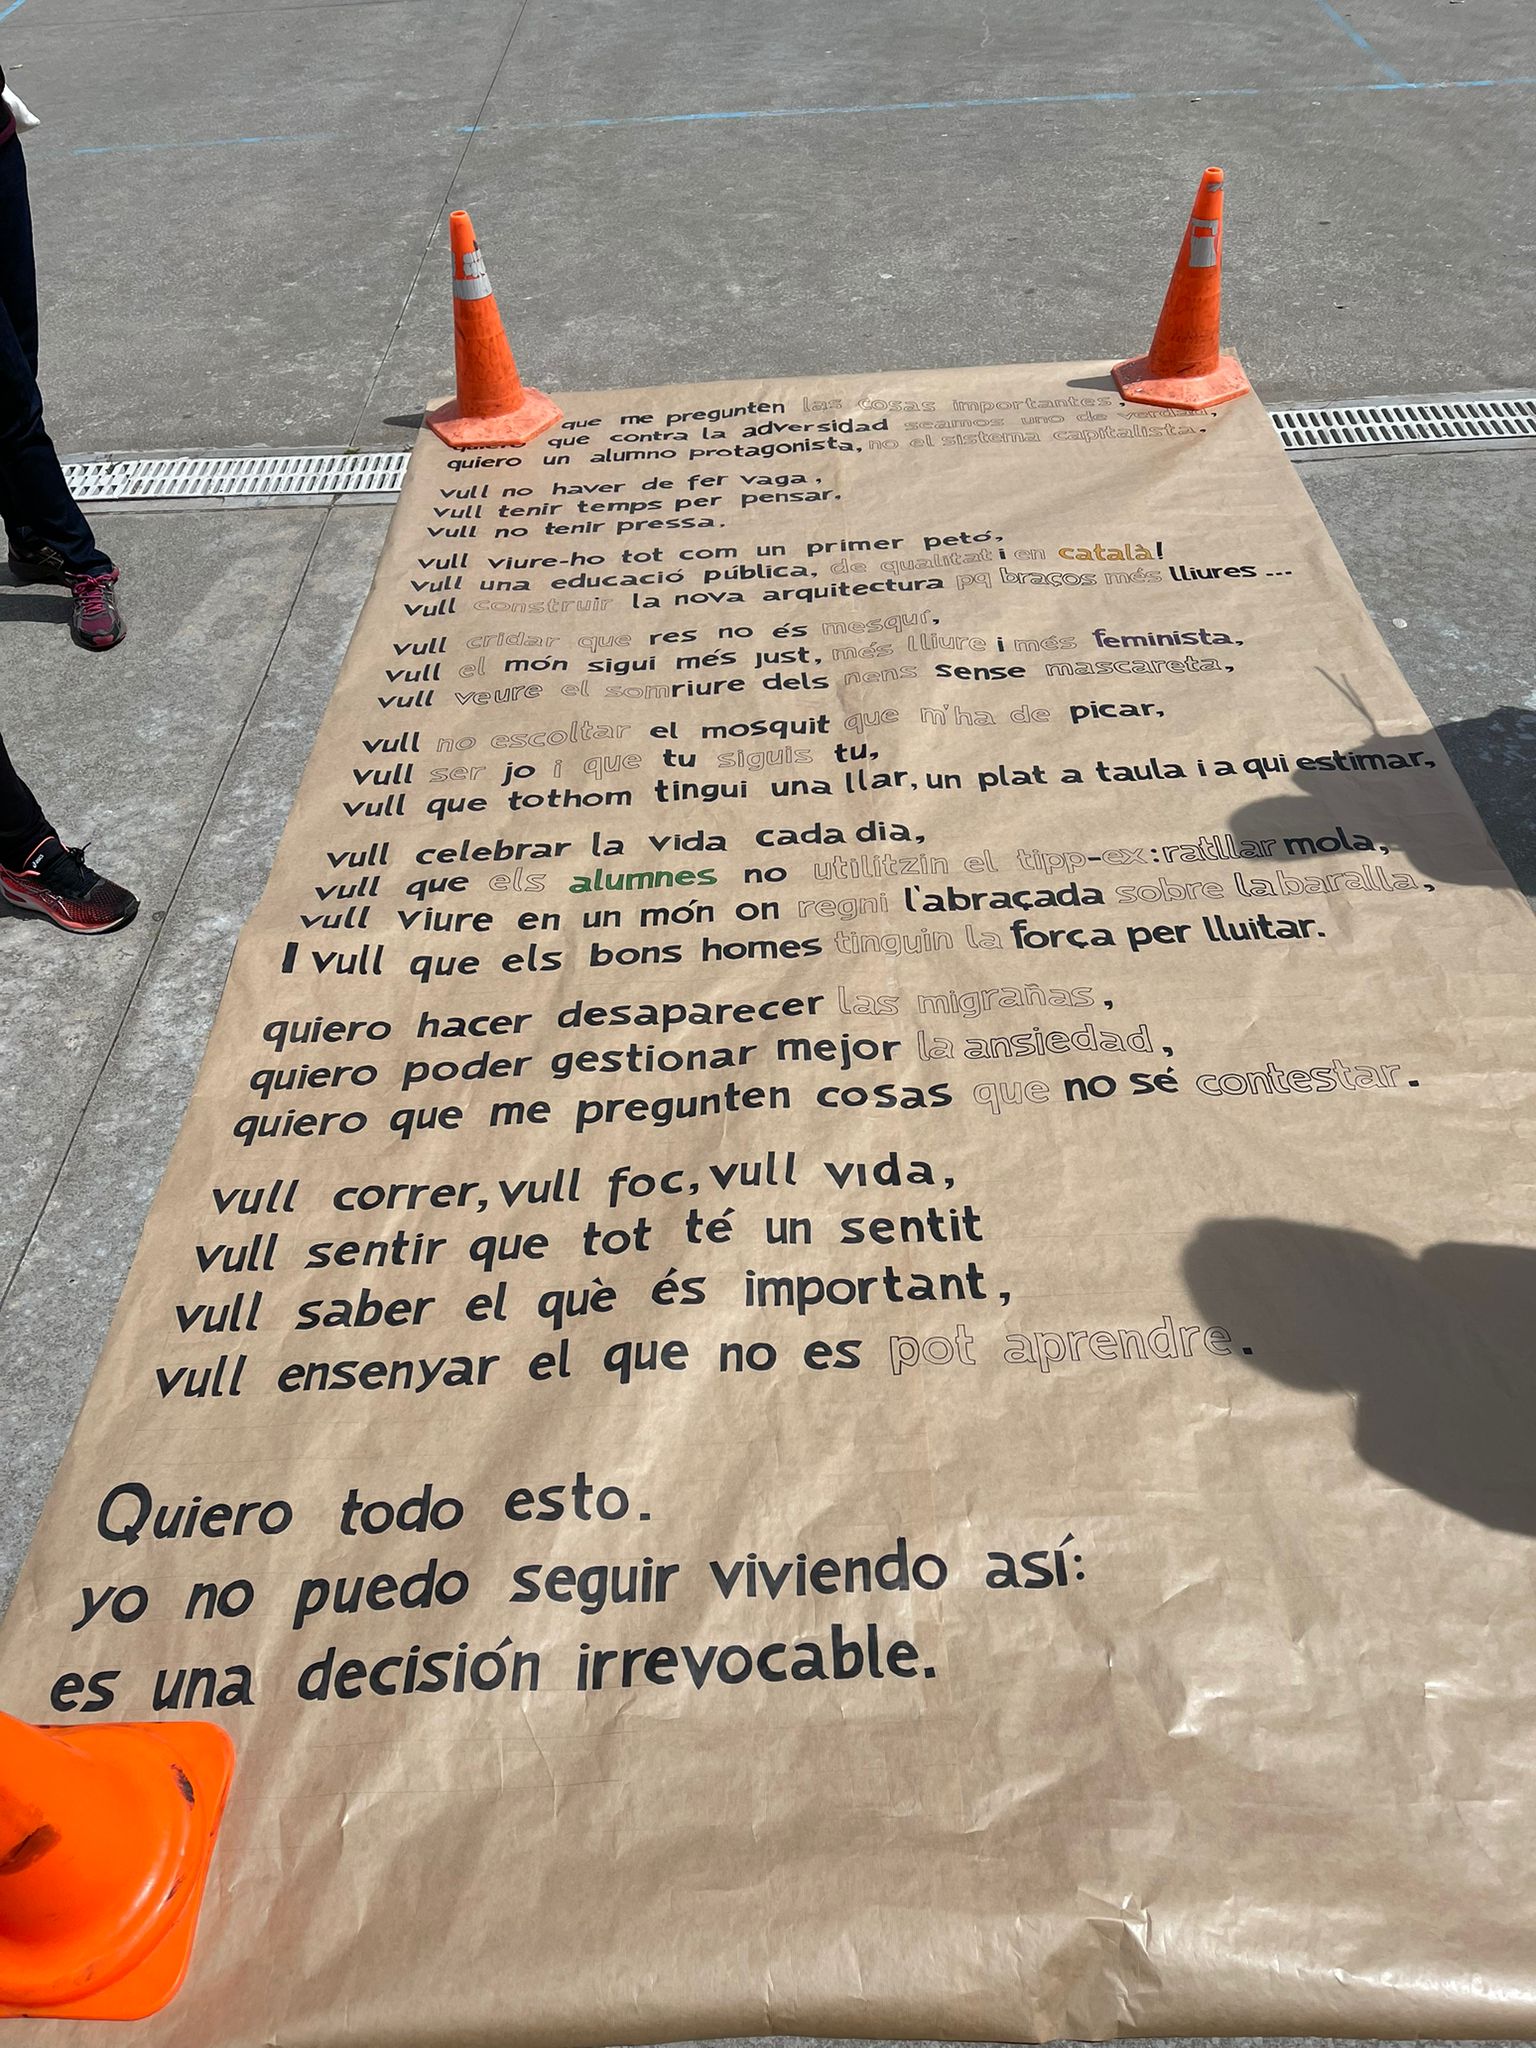 que me pregunten las cosas importantes,
quiero que contra la adversidad seamos uno de verdad,
quiero un alumno protagonista, no el sistema capitalista.
vull no haver de fer vaga,
vull tenir temps per pensar,
vull no tenir pressa.
vull viure-ho tot com un primer petó,
vull una educació pública, de qualitat i en català!
vull construir la nova arquitectura pq braços més lliures...
vull cridar que res no és mesquí,
vull el món sigui més just, més lliure i més feminista,
vull veure el somriure dels nens sense mascareta,
vull no escoltar el mosquit que m'ha de picar,
vull ser jo i que tu siguis tu,
vull que tothom tingui una llar, un plat a taula i a qui estimar,
vull celebrar la vida cada dia,
vull que els alumnes no utilitzin el tipp-ex: ratllar mola,
vull viure en un món on regni l'abraçada sobre la baralla,
I vull que els bons homes tinguin la força per lluitar.
quiero hacer desaparecer las migrañas,
quiero poder gestionar mejor la ansiedad,
quiero que me pregunten cosas que no sé contestar.
vull correr, vull foc, vull vida,
vull sentir que tot té un sentit
vull saber el què és important,
vull ensenyar el que no es pot aprendre.
Quiero todo esto.
yo no puedo seguir viviendo así:
es una decisión irrevocable.